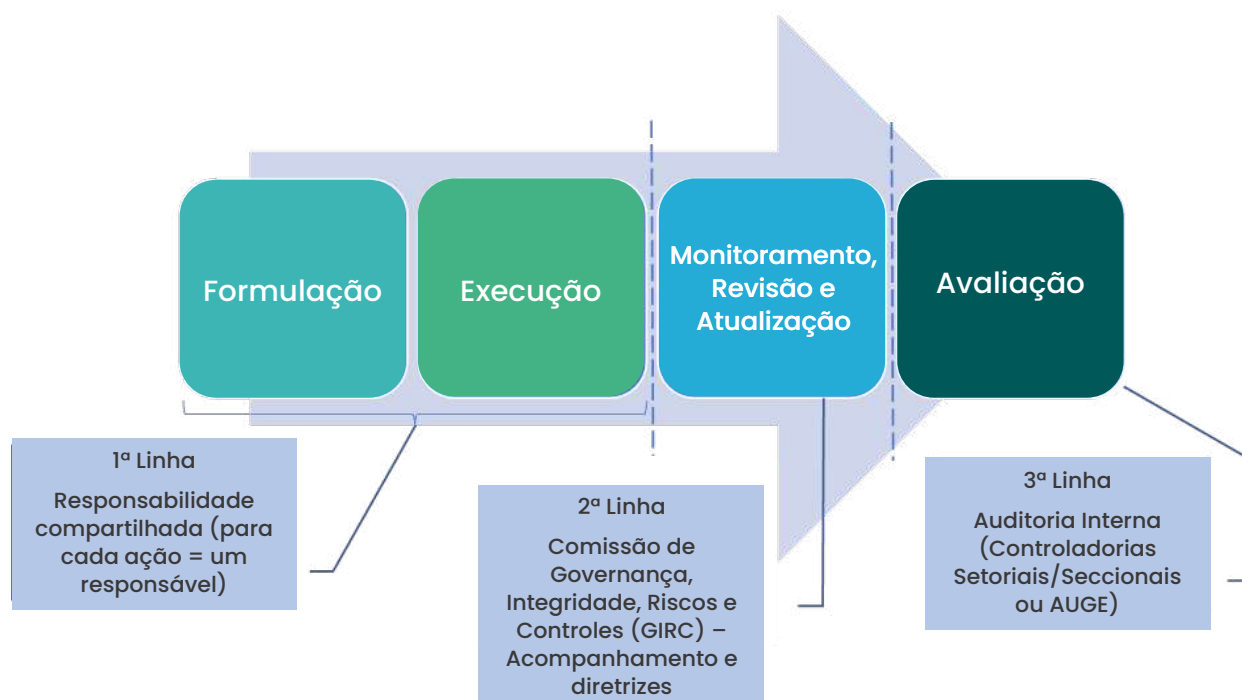 Formulação
Execução
Monitoramento,
Revisão e
Atualização
Avaliação
1ª Linha
Responsabilidade
compartilhada (para
cada ação = um
responsável)
2ª Linha
Comissão de
Governança,
Integridade, Riscos e
Controles (GIRC) –
Acompanhamento e
diretrizes
3ª Linha
Auditoria Interna
(Controladorias
Setoriais/Seccionais
ou AUGE)